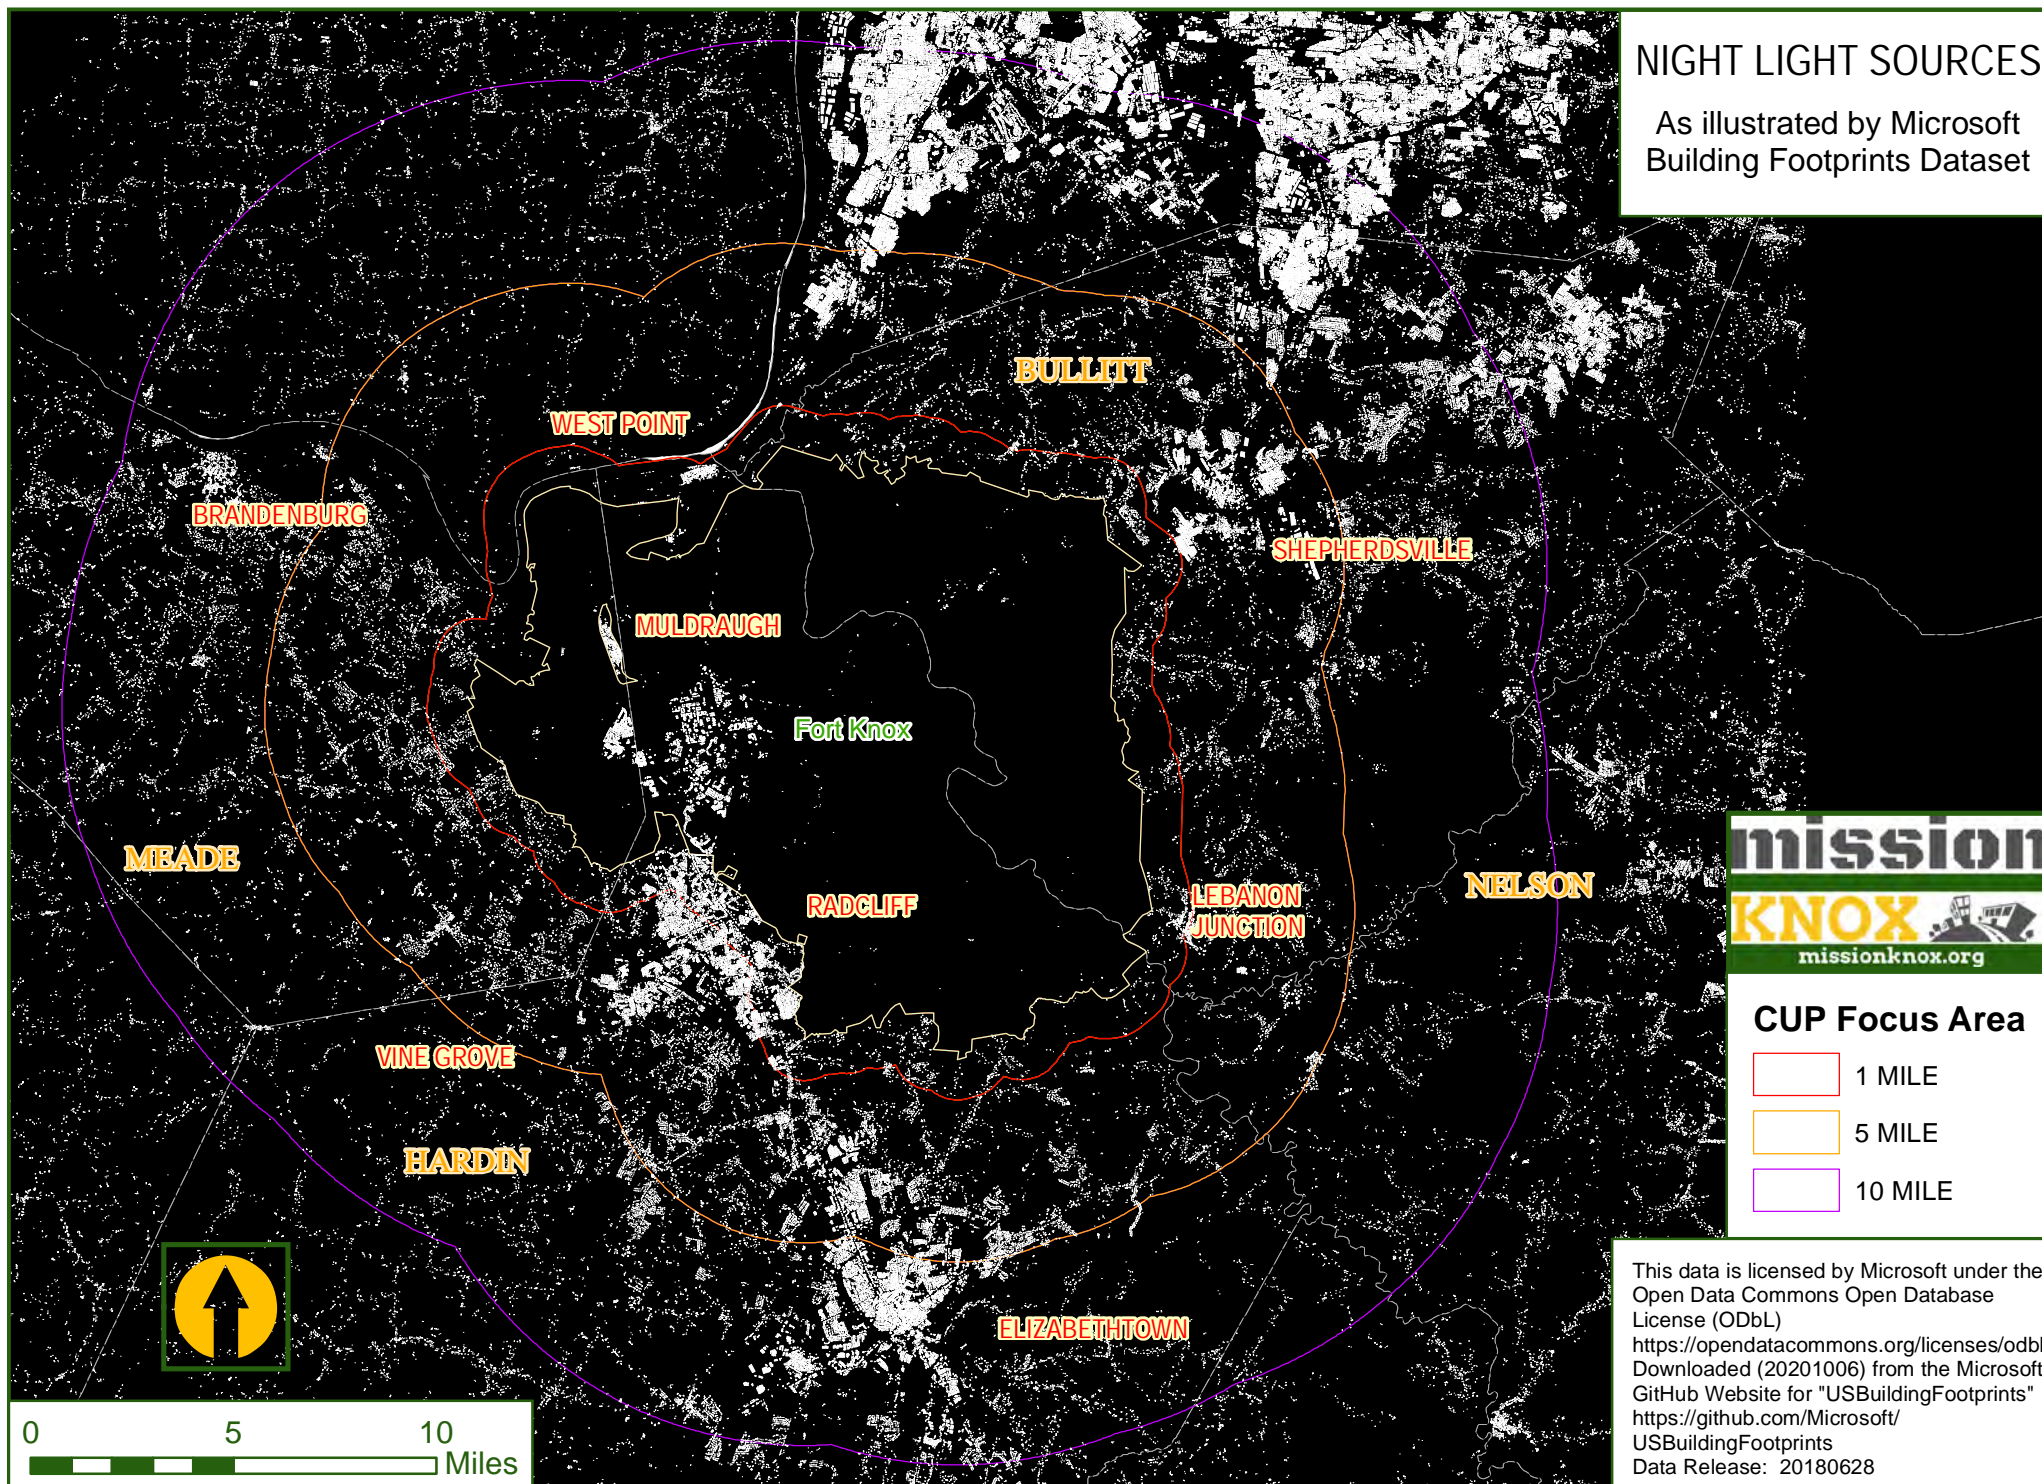 NIGHT LIGHT SOURCES
As illustrated by Microsoft
Building Footprints Dataset
BULLITT
WEST POINT
BRANDENBURG
SHEPHERDSVILLE
MULDRAUGH
Fort Knox
MEADE
NELSON
RADCLIFF
LEBANON
JUNCTION
VINE GROVE
HARDIN
ELIZABETHTOWN
mission
KNOX
missionknox.org
CUP Focus Area
1 MILE
5 MILE
10 MILE
0 5 10
Miles
This data is licensed by Microsoft under the
Open Data Commons Open Database
License (ODbL)
https://opendatacommons.org/licenses/odbl
Downloaded (20201006) from the Microsoft
GitHub Website for "USBuildingFootprints"
https://github.com/Microsoft/
USBuildingFootprints
Data Release: 20180628